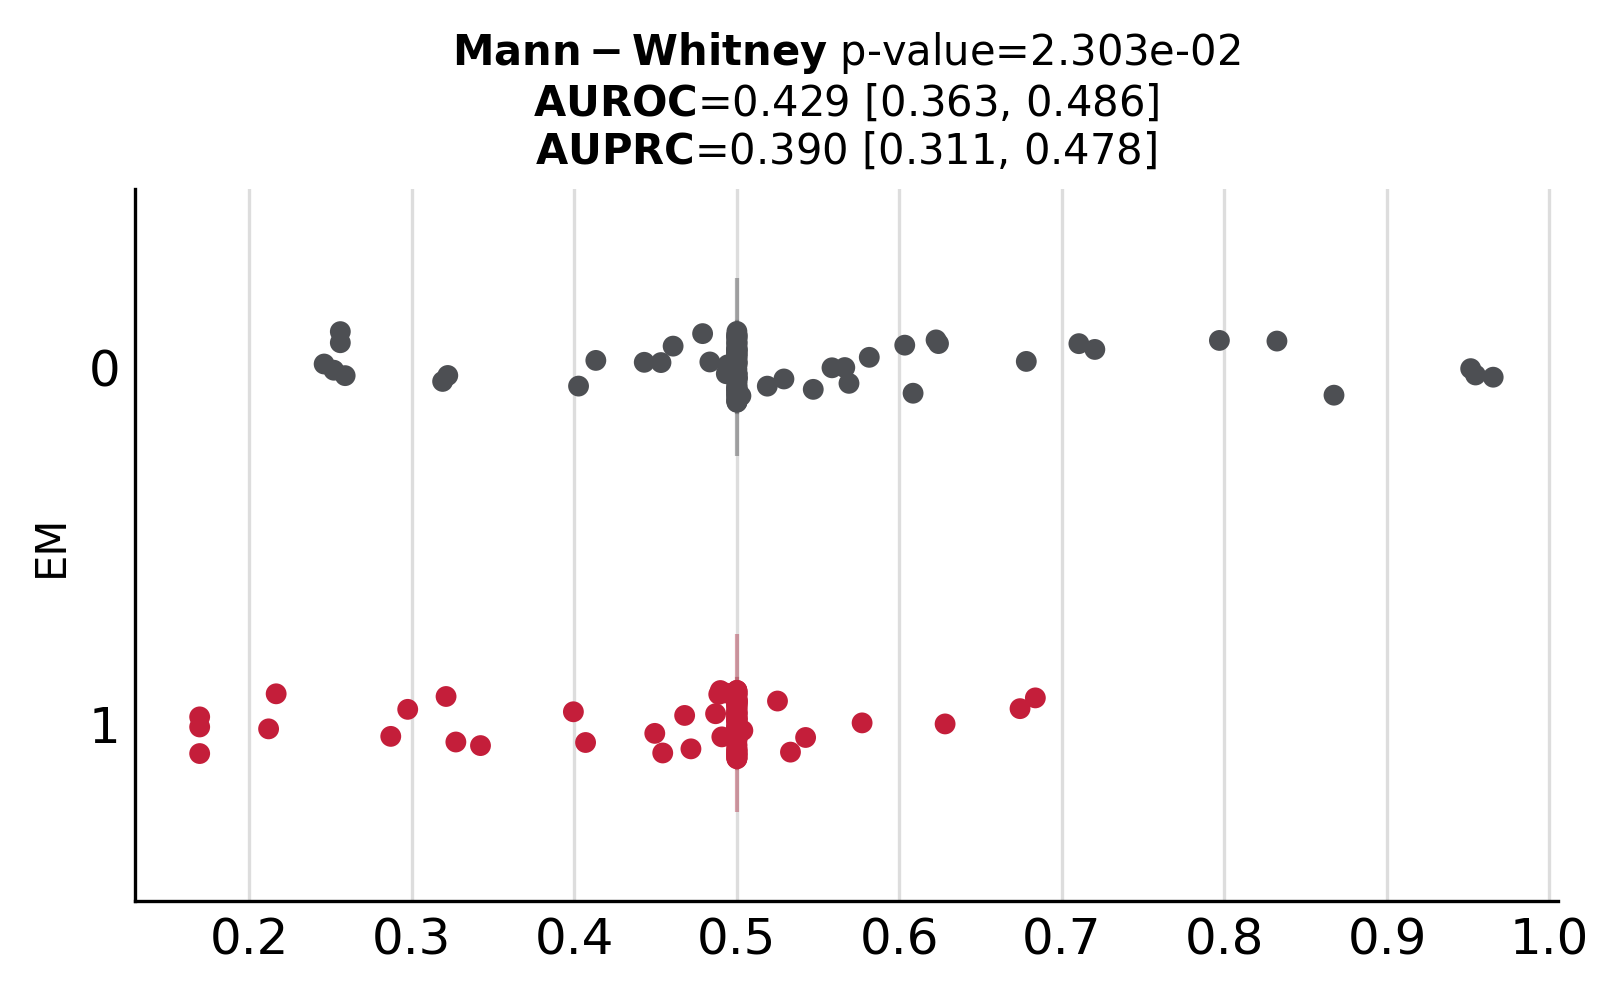 Mann − Whitney p-value=2.303e-02
AUROC=0.429 [0.363, 0.486]
AUPRC=0.390 [0.311, 0.478]
0
EM
1
0.2 0.3 0.4 0.5 0.6 0.7 0.8 0.9 1.0